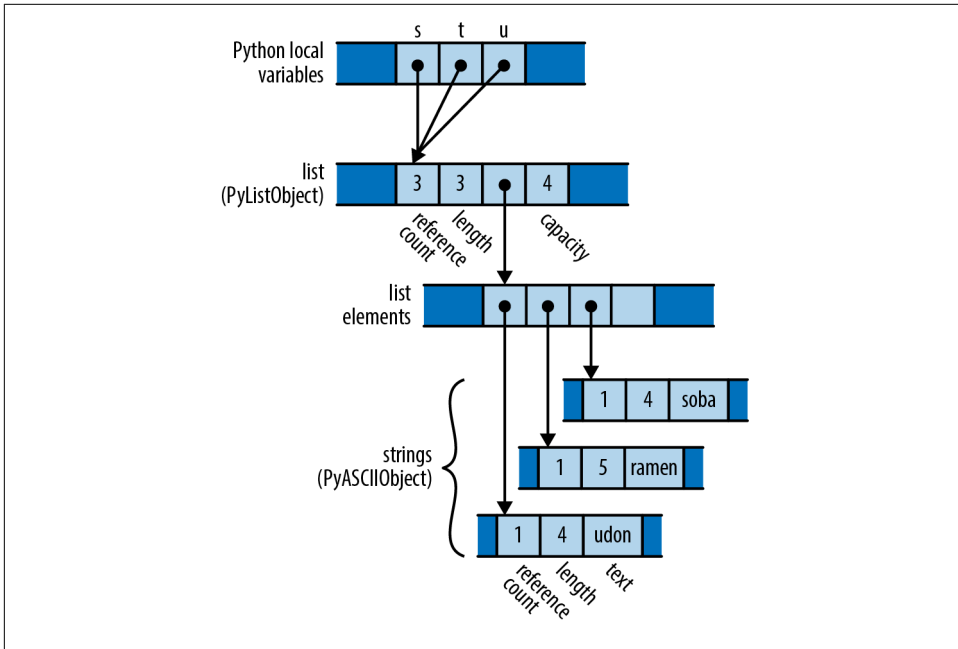 s t u
Python local
variables
list
(PyListObject)
3 3 4
reference
count
length
capacity
list
elements
1 4 soba
strings
(PyASCIIObject)
1 5 ramen
1 4 udon
reference
count
length
text